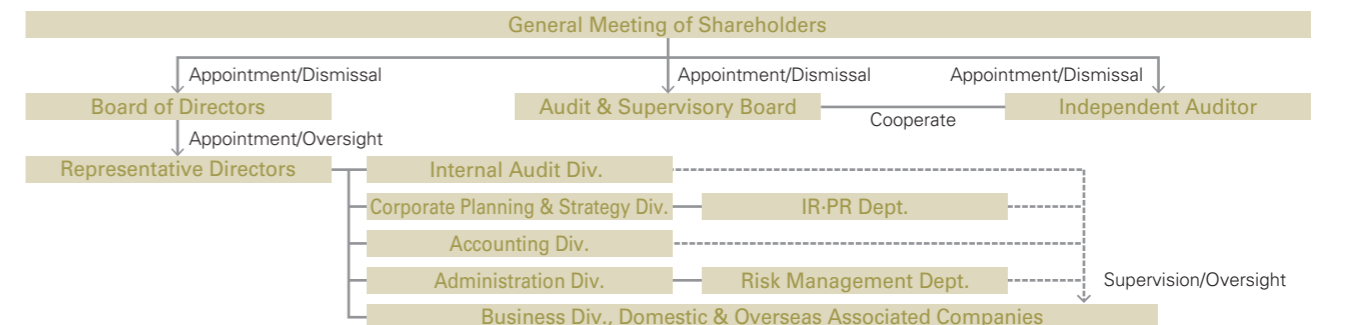 General Meeting of Shareholders
Appointment/Dismissal
Appointment/Dismissal
Appointment/Dismissal
Board of Directors
Audit & Supervisory Board
Cooperate
Independent Auditor
Appointment/Oversight
Representative Directors
Internal Audit Div.
Corporate Planning & Strategy Div.
IR·PR Dept.
Accounting Div.
Administration Div.
Risk Management Dept.
Supervision/Oversight
Business Div., Domestic & Overseas Associated Companies